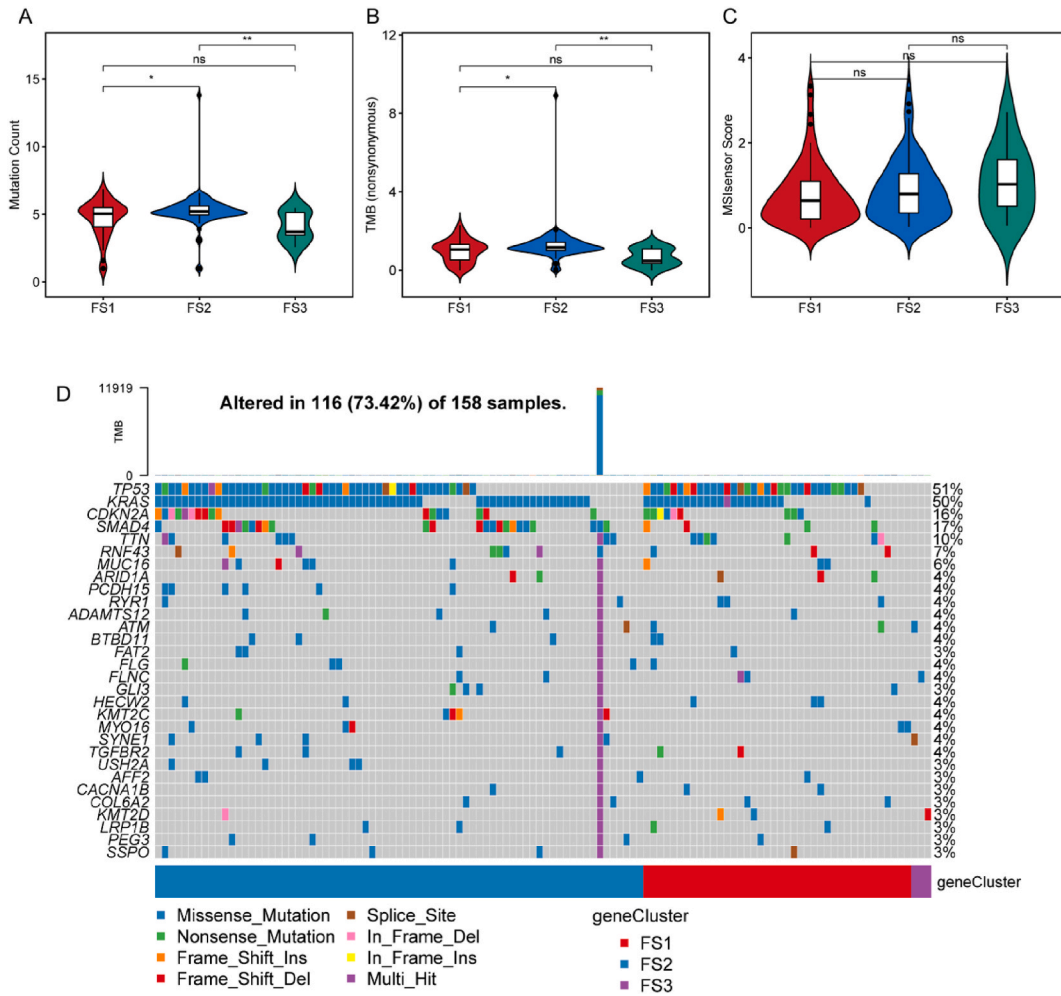 A
B
C
**
ns
*
15
10
5
0
Mutation Count
FS1
FS2
FS3
**
ns
*
12
8
4
0
TMB (nonsynonymous)
FS1
FS2
FS3
ns
ns
ns
4
2
0
MSIsensor Score
FS1
FS2
FS3
D
11919
TMB
0
Altered in 116 (73.42%) of 158 samples.
TP53 51%
KRAS 50%
CDKN2A 16%
SMAD4 17%
TTN 10%
RNF43 7%
MUC16 6%
ARID1A 4%
PCDH15 4%
RYR1 4%
ADAMTS12 4%
ATM 4%
BTBD11 4%
FAT2 3%
FLG 4%
FLNC 4%
GLI3 3%
HECW2 4%
KMT2C 4%
MYO16 4%
SYNE1 4%
TGFBR2 4%
USH2A 3%
AFF2 3%
CACNA1B 3%
COL6A2 3%
KMT2D 3%
LRP1B 3%
PEG3 3%
SSPO 3%
geneCluster
Missense_Mutation
Nonsense_Mutation
Frame_Shift_Ins
Frame_Shift_Del
Splice_Site
In_Frame_Del
In_Frame_Ins
Multi_Hit
geneCluster
FS1
FS2
FS3